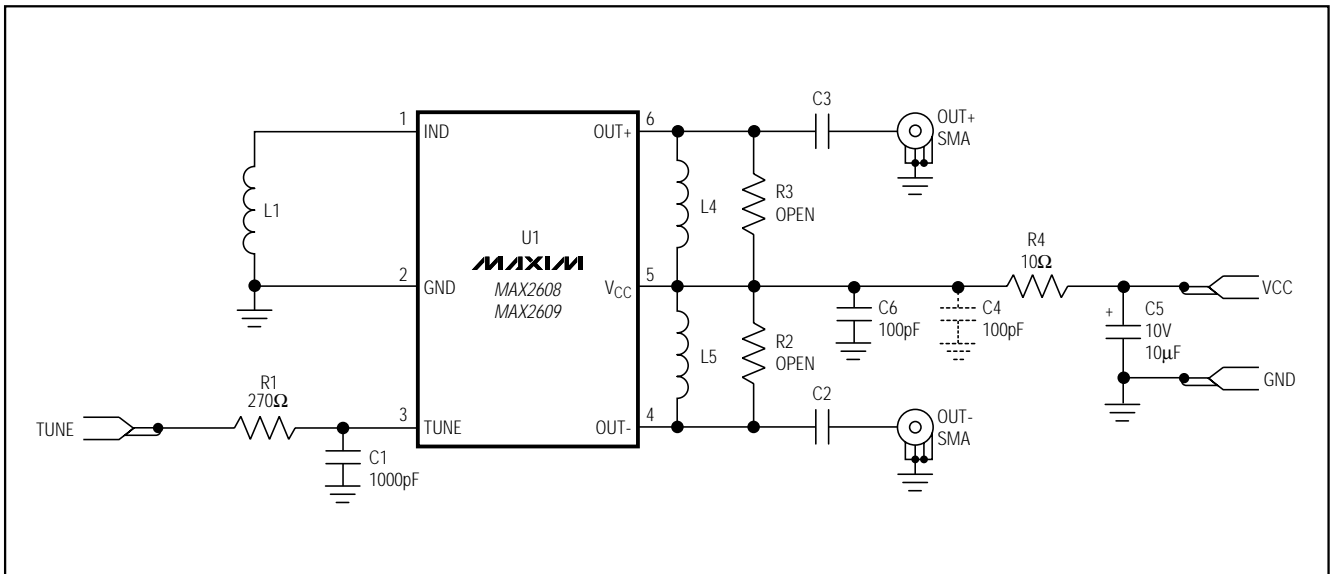 C3
OUT+
SMA
1
IND
OUT+
6
L1
L4
R3
OPEN
U1
MAXIM
MAX2608
MAX2609
2
GND
VCC
5
R4
10Ω
VCC
C6
100pF
C4
100pF
+
C5
10V
10µF
L5
R2
OPEN
GND
R1
270Ω
C2
TUNE
3
TUNE
OUT-
4
OUT-
SMA
C1
1000pF